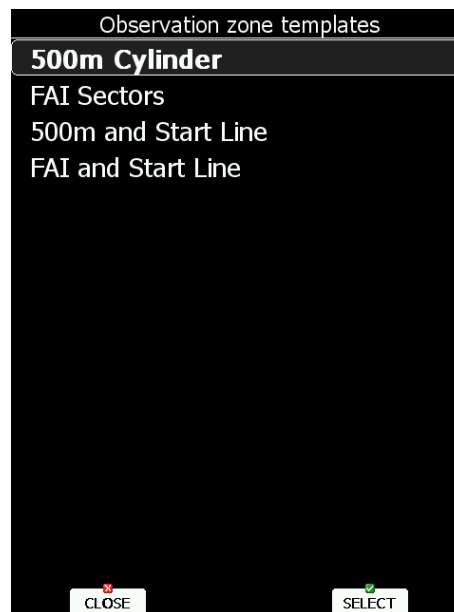 Observation zone templates
500m Cylinder
FAI Sectors
500m and Start Line
FAI and Start Line
CLOSE
SELECT